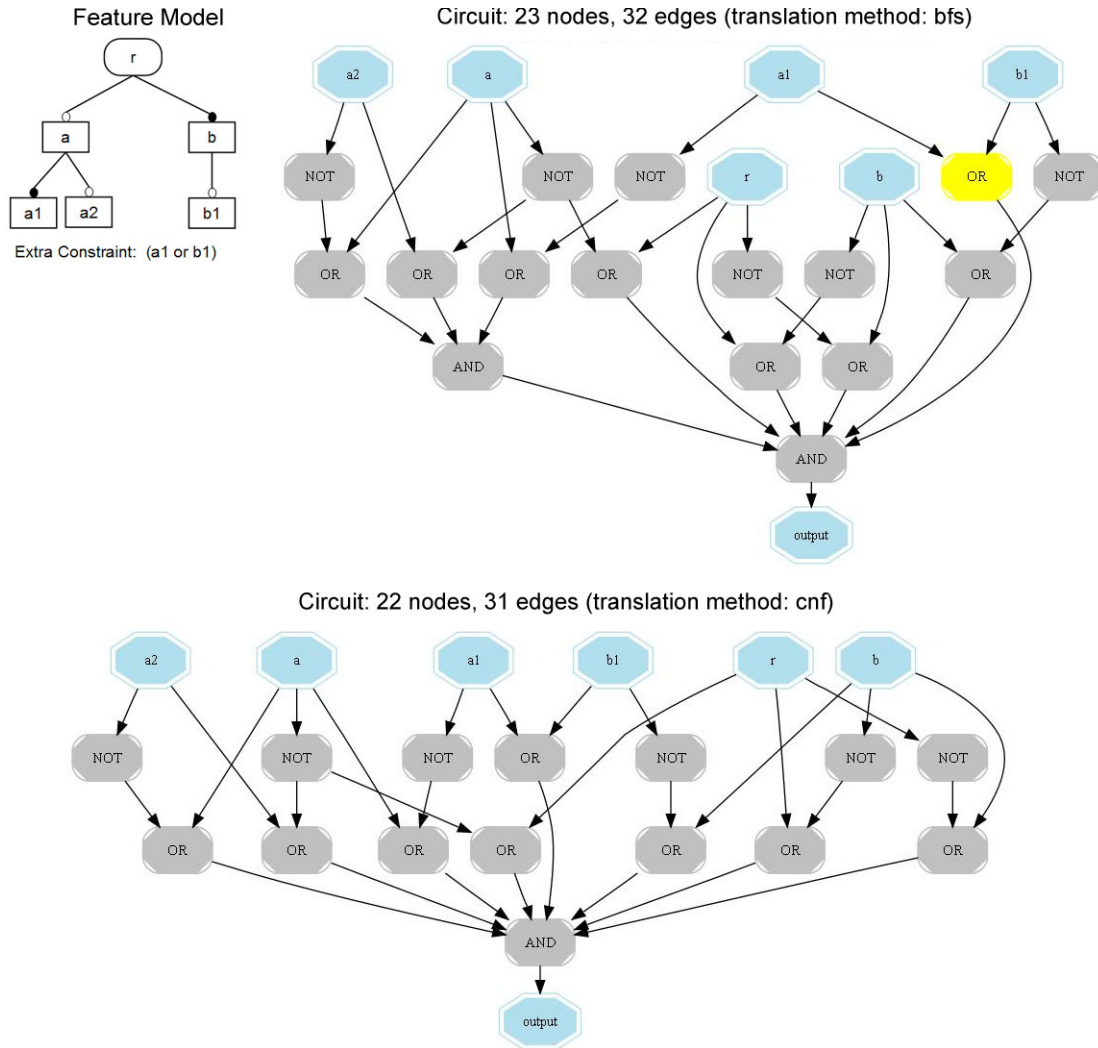 Feature Model
r
a
b
a1
a2
b1
Extra Constraint: (a1 or b1)
Circuit: 23 nodes, 32 edges (translation method: bfs)
a2
a
a1
b1
NOT
NOT
NOT
r
b
OR
NOT
OR
OR
OR
OR
NOT
NOT
OR
AND
OR
OR
AND
output
Circuit: 22 nodes, 31 edges (translation method: cnf)
a2
a
a1
b1
r
b
NOT
NOT
NOT
OR
NOT
NOT
NOT
OR
OR
OR
OR
OR
OR
OR
AND
output